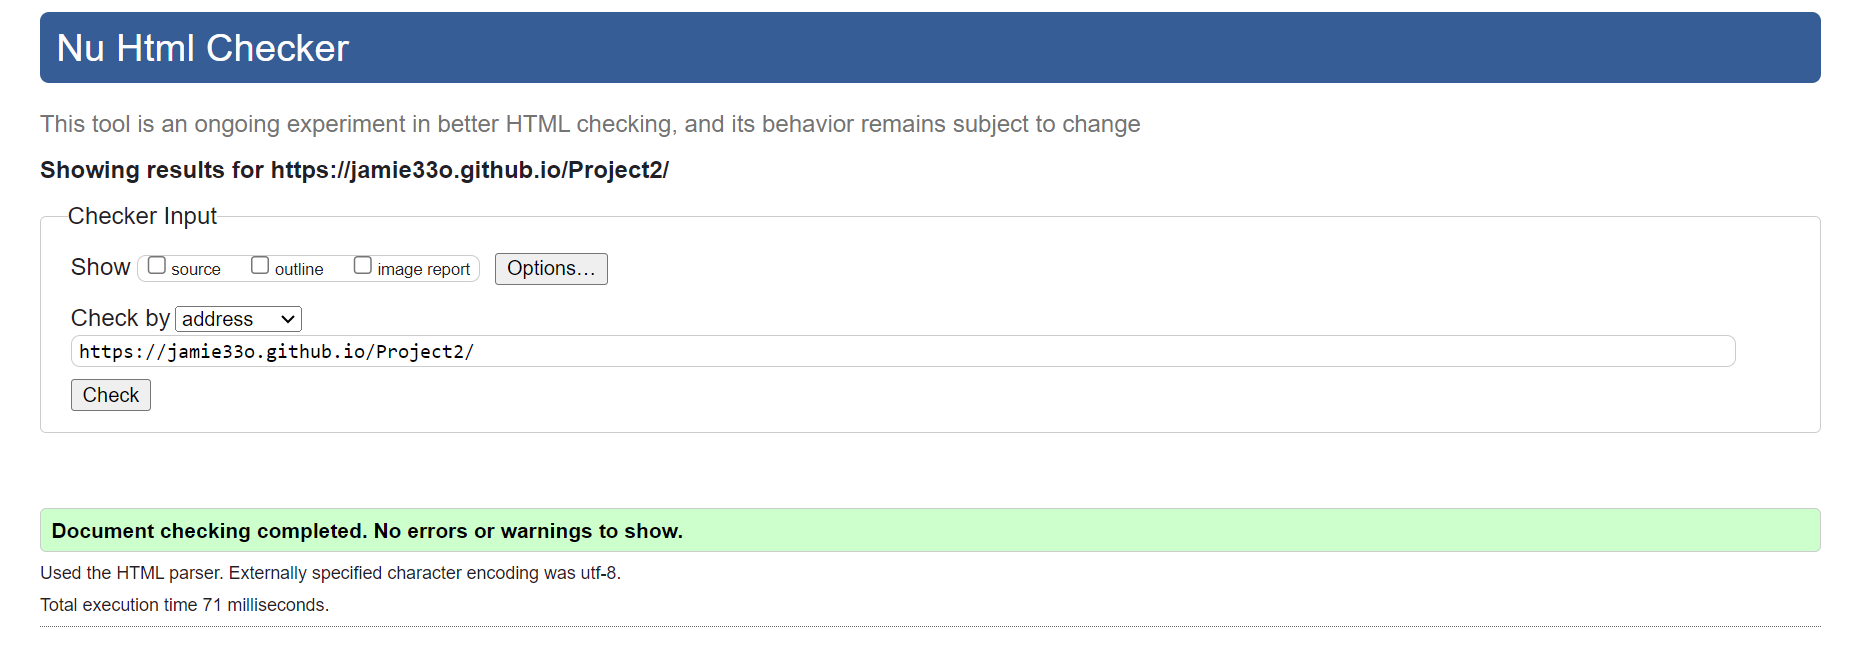 Nu Html Checker
This tool is an ongoing experiment in better HTML checking, and its behavior remains subject to change
Showing results for https://jamie33o.github.io/Project2/
Checker Input
Show source outline image report Options...
Check by address
https://jamie33o.github.io/Project2/
Check
Document checking completed. No errors or warnings to show.
Used the HTML parser. Externally specified character encoding was utf-8.
Total execution time 71 milliseconds.